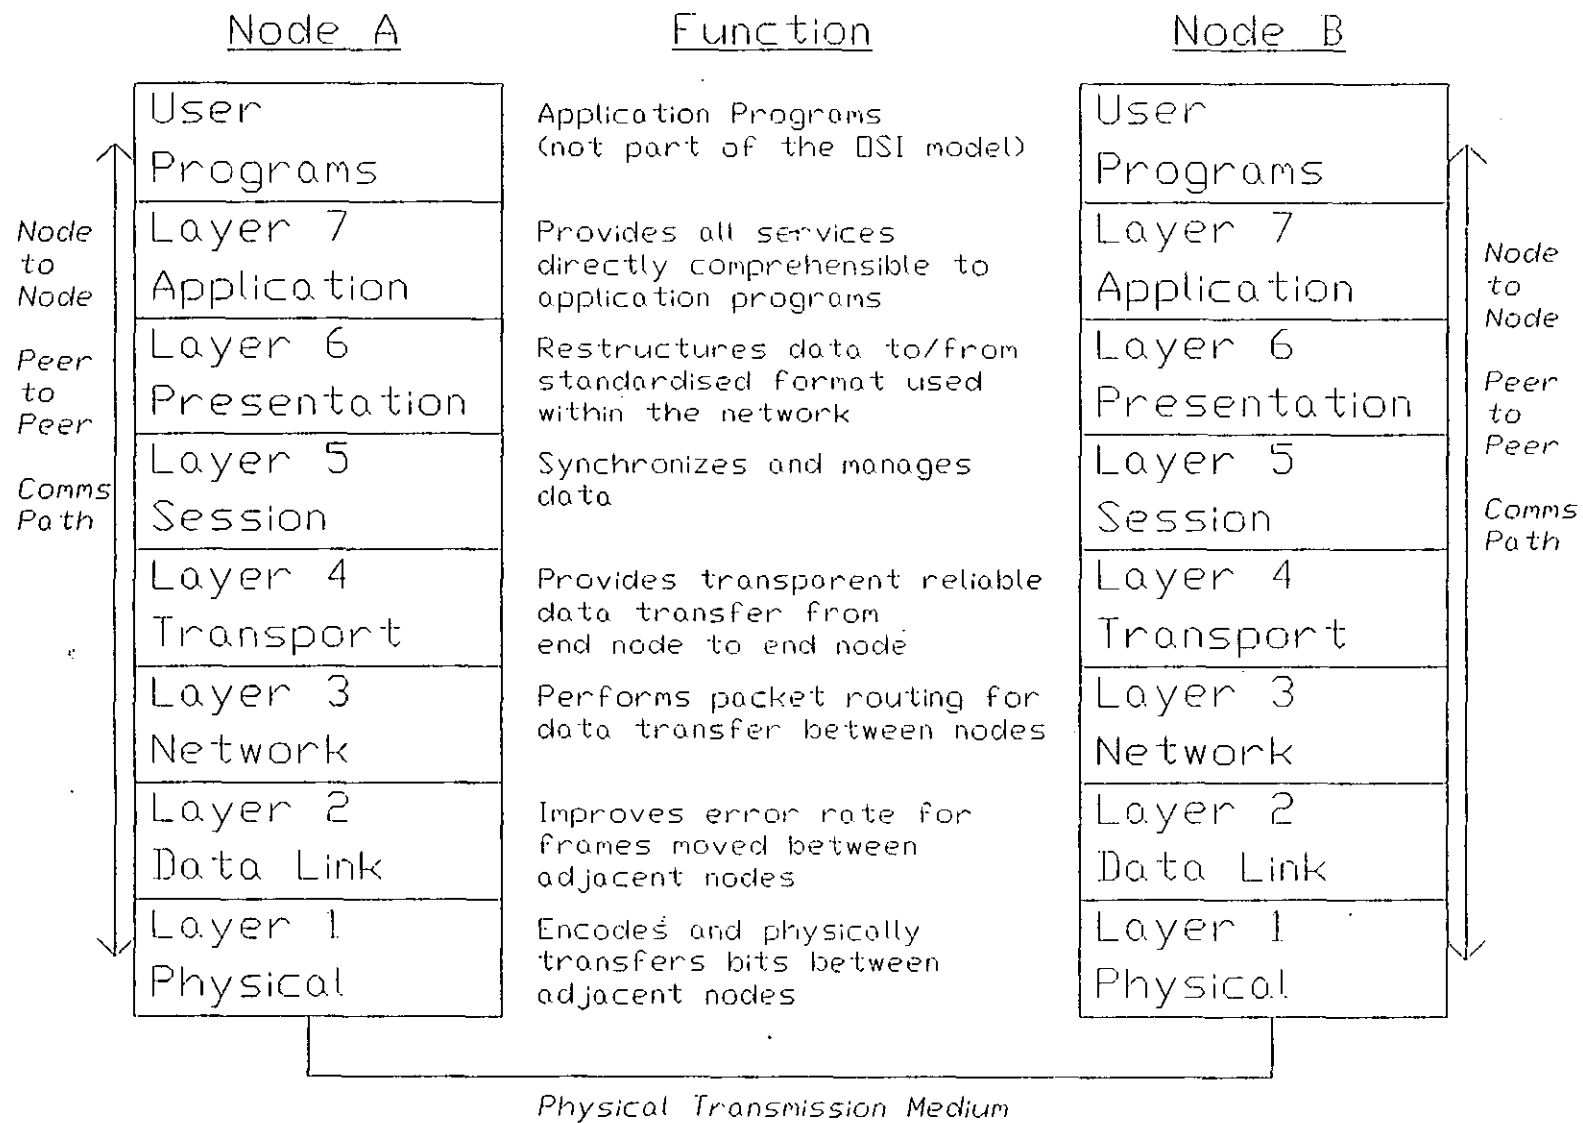 Node A
Function
Node B
User
Programs
Application Programs
(not part of the OSI model)
User
Programs
Layer 7
Application
Provides all services
directly comprehensible to
application programs
Layer 7
Application
Layer 6
Presentation
Restructures data to/from
standardised format used
within the network
Layer 6
Presentation
Layer 5
Session
Synchronizes and manages
data
Layer 5
Session
Layer 4
Transport
Provides transparent reliable
data transfer from
end node to end node
Layer 4
Transport
Layer 3
Network
Performs packet routing for
data transfer between nodes
Layer 3
Network
Layer 2
Data Link
Improves error rate for
frames moved between
adjacent nodes
Layer 2
Data Link
Layer 1
Physical
Encodes and physically
transfers bits between
adjacent nodes
Layer 1
Physical
Node
to
Node
Peer
to
Peer
Comms
Path
Node
to
Node
Peer
to
Peer
Comms
Path
Physical Transmission Medium